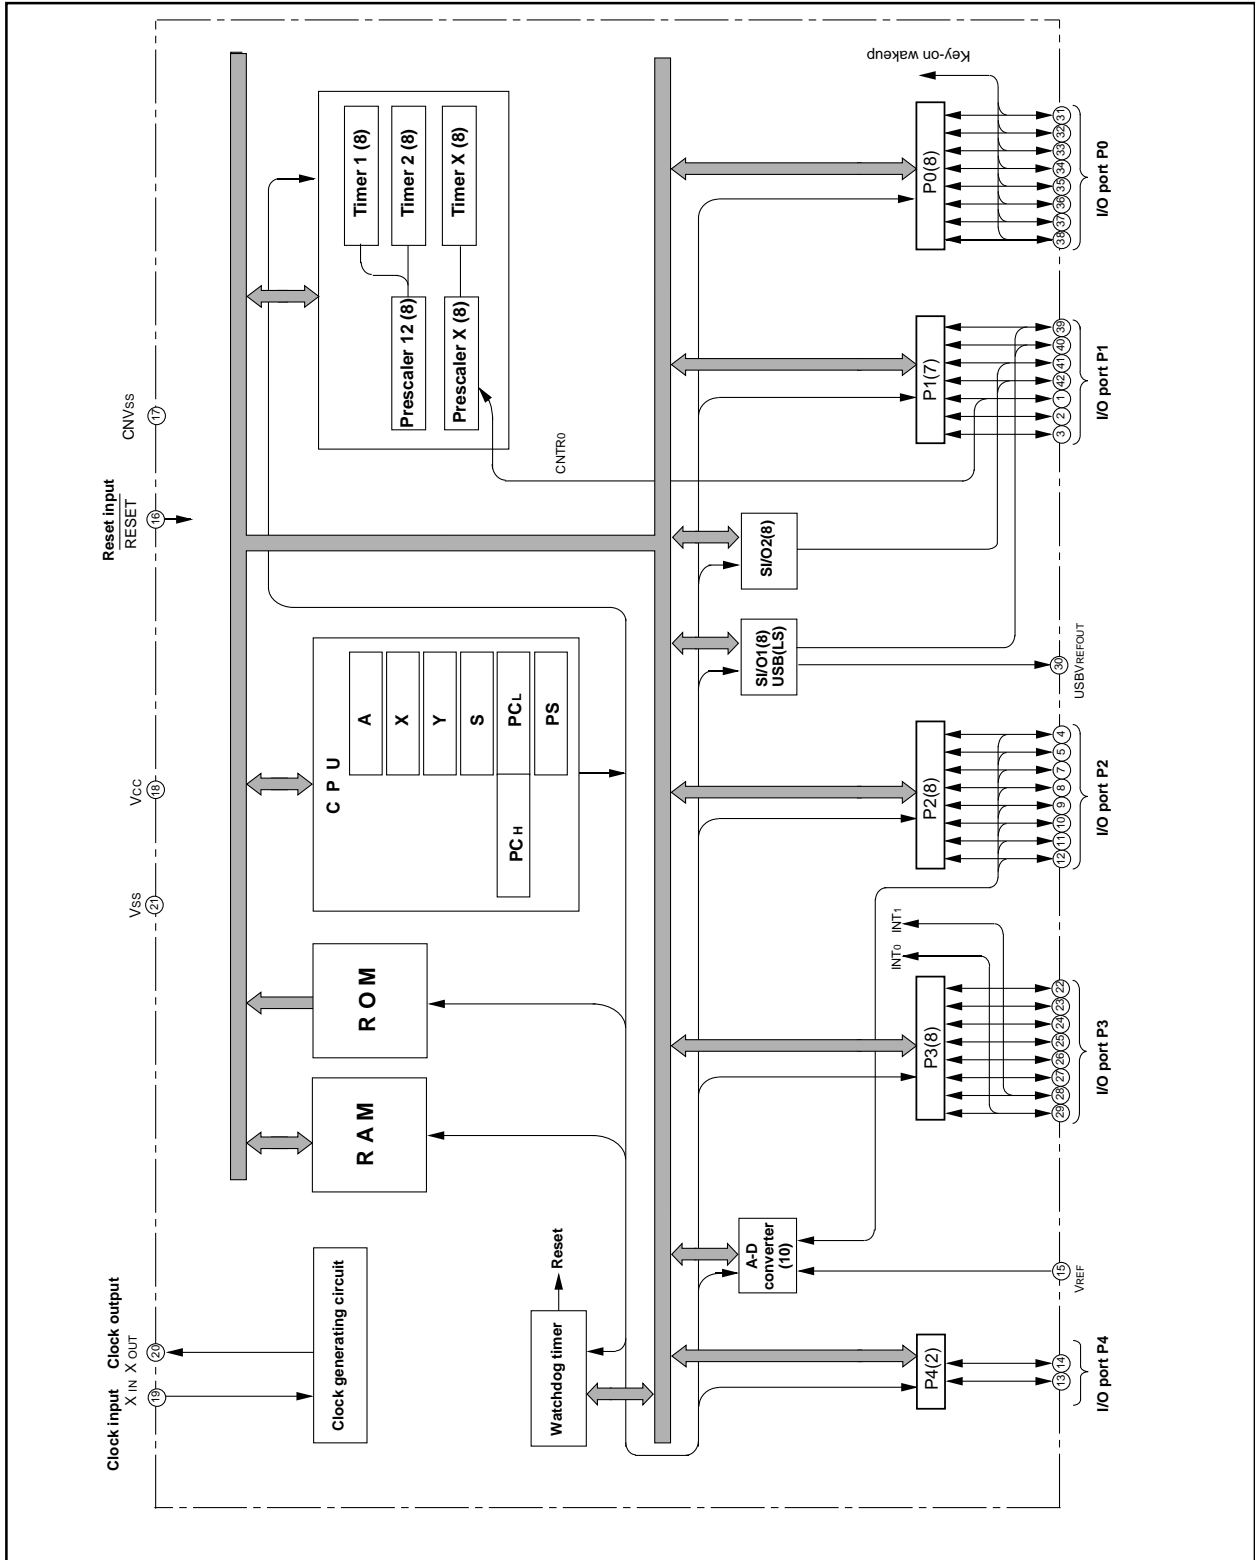 Clock input
Clock output
X IN
X OUT
19
20
Vss
21
Vcc
18
Reset input
RESET
16
CNVss
17
Clock generating circuit
RAM
ROM
C P U
A
X
Y
S
PCH
PCL
PS
Timer 1 (8)
Timer 2 (8)
Timer X (8)
Prescaler 12 (8)
Prescaler X (8)
CNTR0
Watchdog timer
Reset
A-D
converter
(10)
SI/O1(8)
USB(LS)
SI/O2(8)
INT0
INT1
Key-on wakeup
P4(2)
P3(8)
P2(8)
P1(7)
P0(8)
13
14
15
29
28
27
26
25
24
23
22
12
11
10
9
8
7
5
4
30
3
2
1
42
41
40
39
38
37
36
35
34
33
32
31
I/O port P4
VREF
I/O port P3
I/O port P2
USBVREFOUT
I/O port P1
I/O port P0